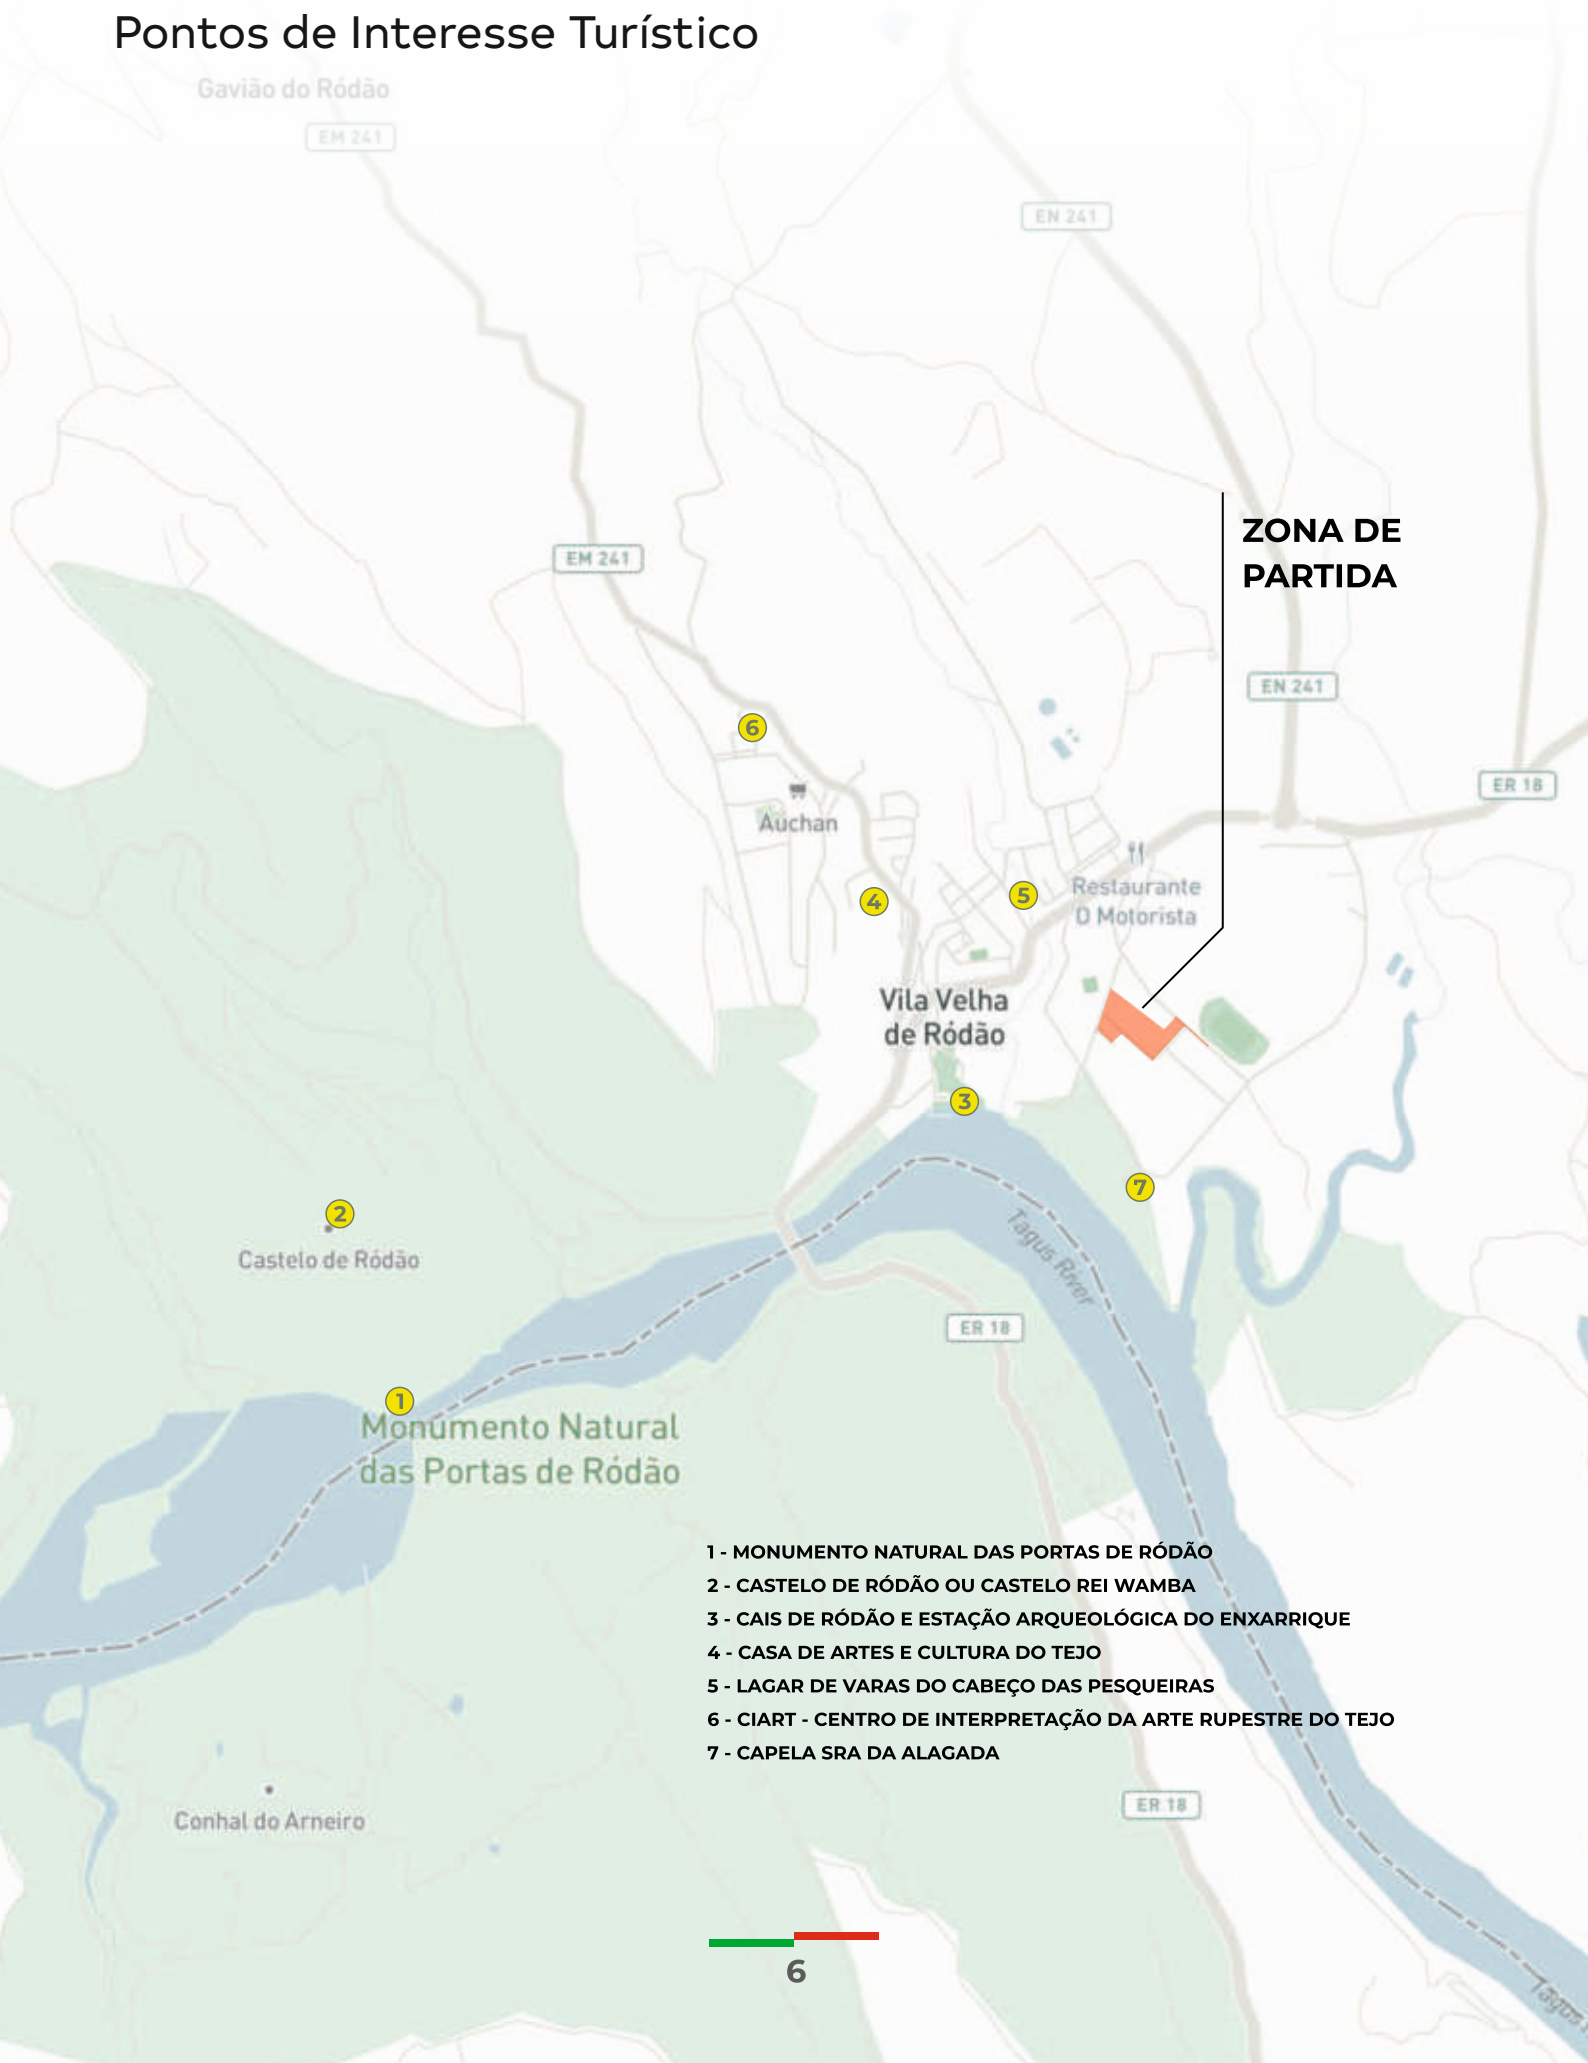 Pontos de Interesse Turístico
Gavião do Ródão
EM 241
EN 241
ZONA DE
PARTIDA
EM 241
EN 241
6
ER 18
Auchan
4
5
Restaurante
O Motorista
Vila Velha
de Ródão
3
7
2
Castelo de Ródão
Tagus River
ER 18
1
Monumento Natural
das Portas de Ródão
1 - MONUMENTO NATURAL DAS PORTAS DE RÓDÃO
2 - CASTELO DE RÓDÃO OU CASTELO REI WAMBA
3 - CAIS DE RÓDÃO E ESTAÇÃO ARQUEOLÓGICA DO ENXARRIQUE
4 - CASA DE ARTES E CULTURA DO TEJO
5 - LAGAR DE VARAS DO CABEÇO DAS PESQUEIRAS
6 - CIART - CENTRO DE INTERPRETAÇÃO DA ARTE RUPESTRE DO TEJO
7 - CAPELA SRA DA ALAGADA
Conhal do Arneiro
ER 18
6
Tagus